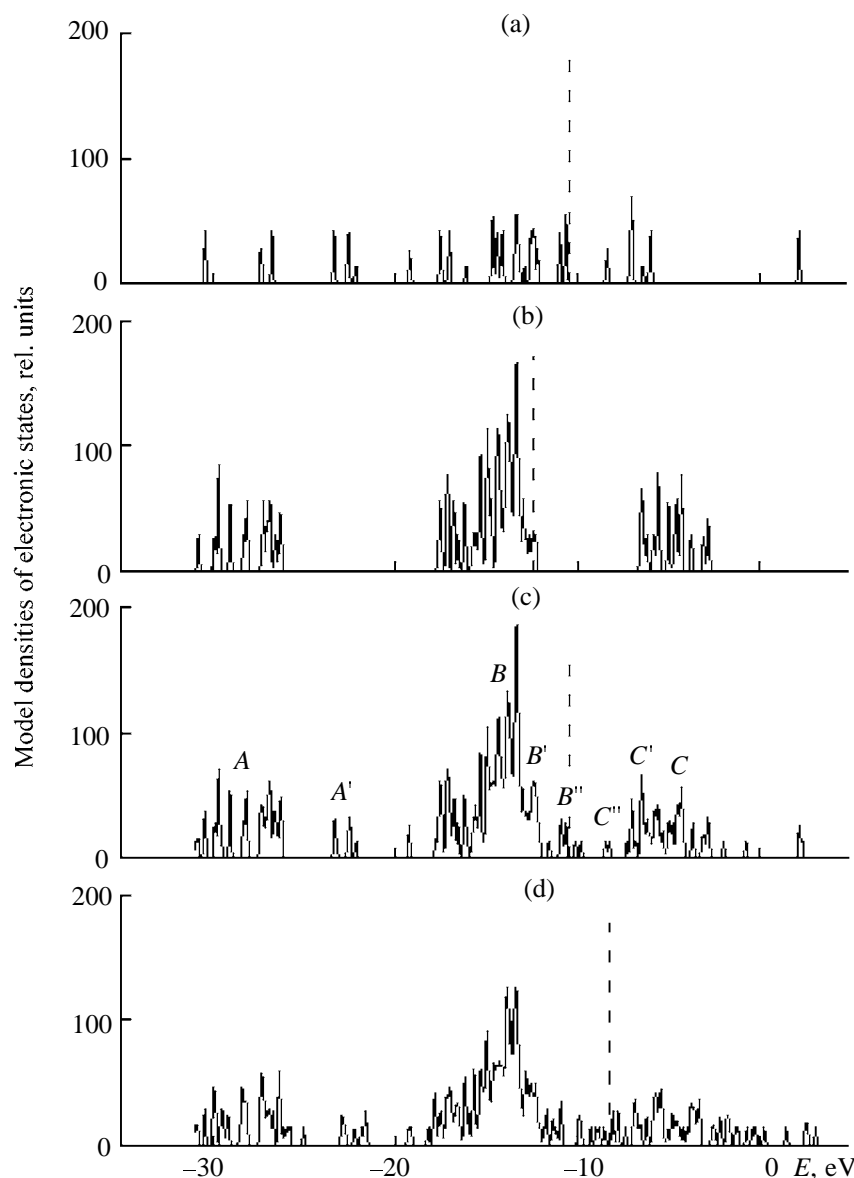 (a)
200
100
0
(b)
200
100
0
(c)
200
100
0
A
A'
B
B'
B"
C"
C'
C
(d)
200
100
0
–30
–20
–10
0
E, eV
Model densities of electronic states, rel. units